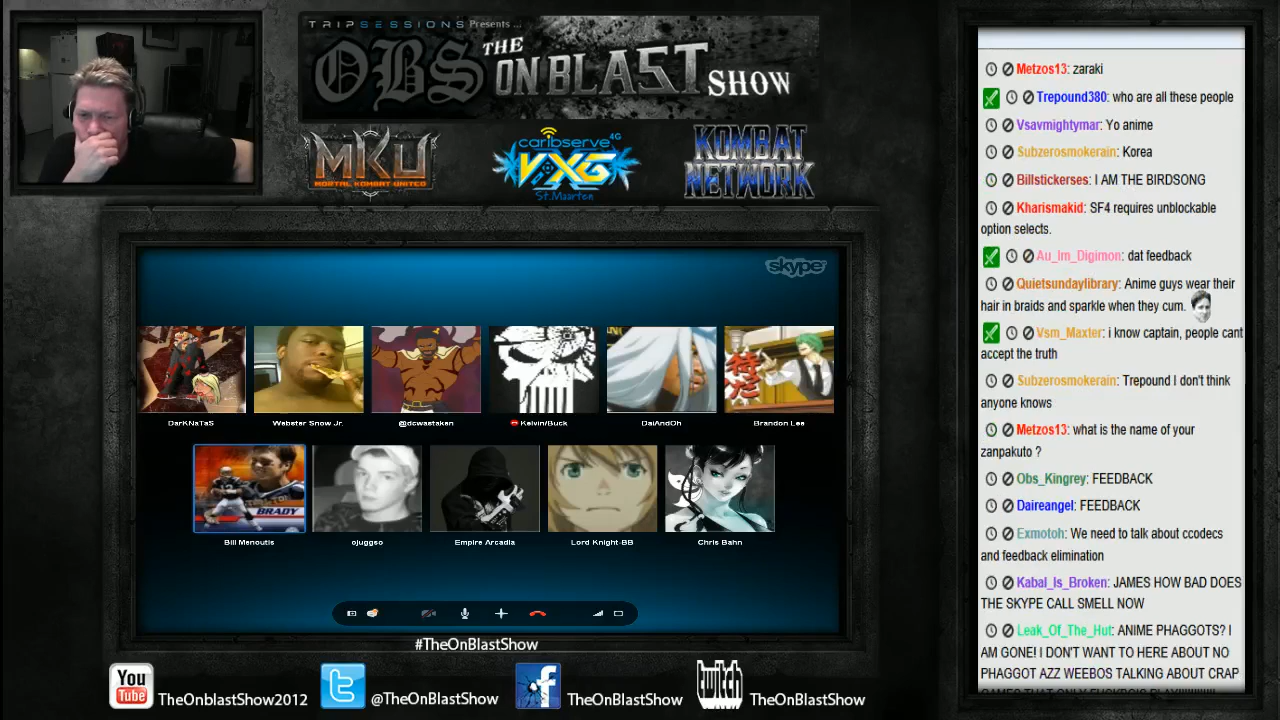 TRIPSESSIONS Presents ...
OBS THE ON BLAST SHOW
MKU
MORTAL KOMBAT UNITED
caribserve 4G
VXG
St.Maarten
KOMBAT
NETWORK
skype
DarKNaTaS
Webster Snow Jr.
@dcwastaken
Kelvin/Buck
DaiAndOh
Brandon Lee
待った
BRADY
Bill Menoutis
ojuggso
Empire Arcadia
Lord Knight-BB
Chris Bahn
#TheOnBlastShow
You
Tube
TheOnblastShow2012
@TheOnBlastShow
TheOnBlastShow
twitch
TheOnBlastShow
Metzos13: zaraki
Trepound380: who are all these people
Vsavmightymar: Yo anime
Subzerosmokerain: Korea
Billstickerses: I AM THE BIRDSONG
Kharismakid: SF4 requires unblockable
option selects.
Au_Im_Digimon: dat feedback
Quietsundaylibrary: Anime guys wear their
hair in braids and sparkle when they cum.
Vsm_Maxter: i know captain, people cant
accept the truth
Subzerosmokerain: Trepound I don't think
anyone knows
Metzos13: what is the name of your
zanpakuto ?
Obs_Kingrey: FEEDBACK
Daireangel: FEEDBACK
Exmotoh: We need to talk about ccodecs
and feedback elimination
Kabal_Is_Broken: JAMES HOW BAD DOES
THE SKYPE CALL SMELL NOW
Leak_Of_The_Hut: ANIME PHAGGOTS? I
AM GONE! I DON'T WANT TO HERE ABOUT NO
PHAGGOT AZZ WEEBOS TALKING ABOUT CRAP